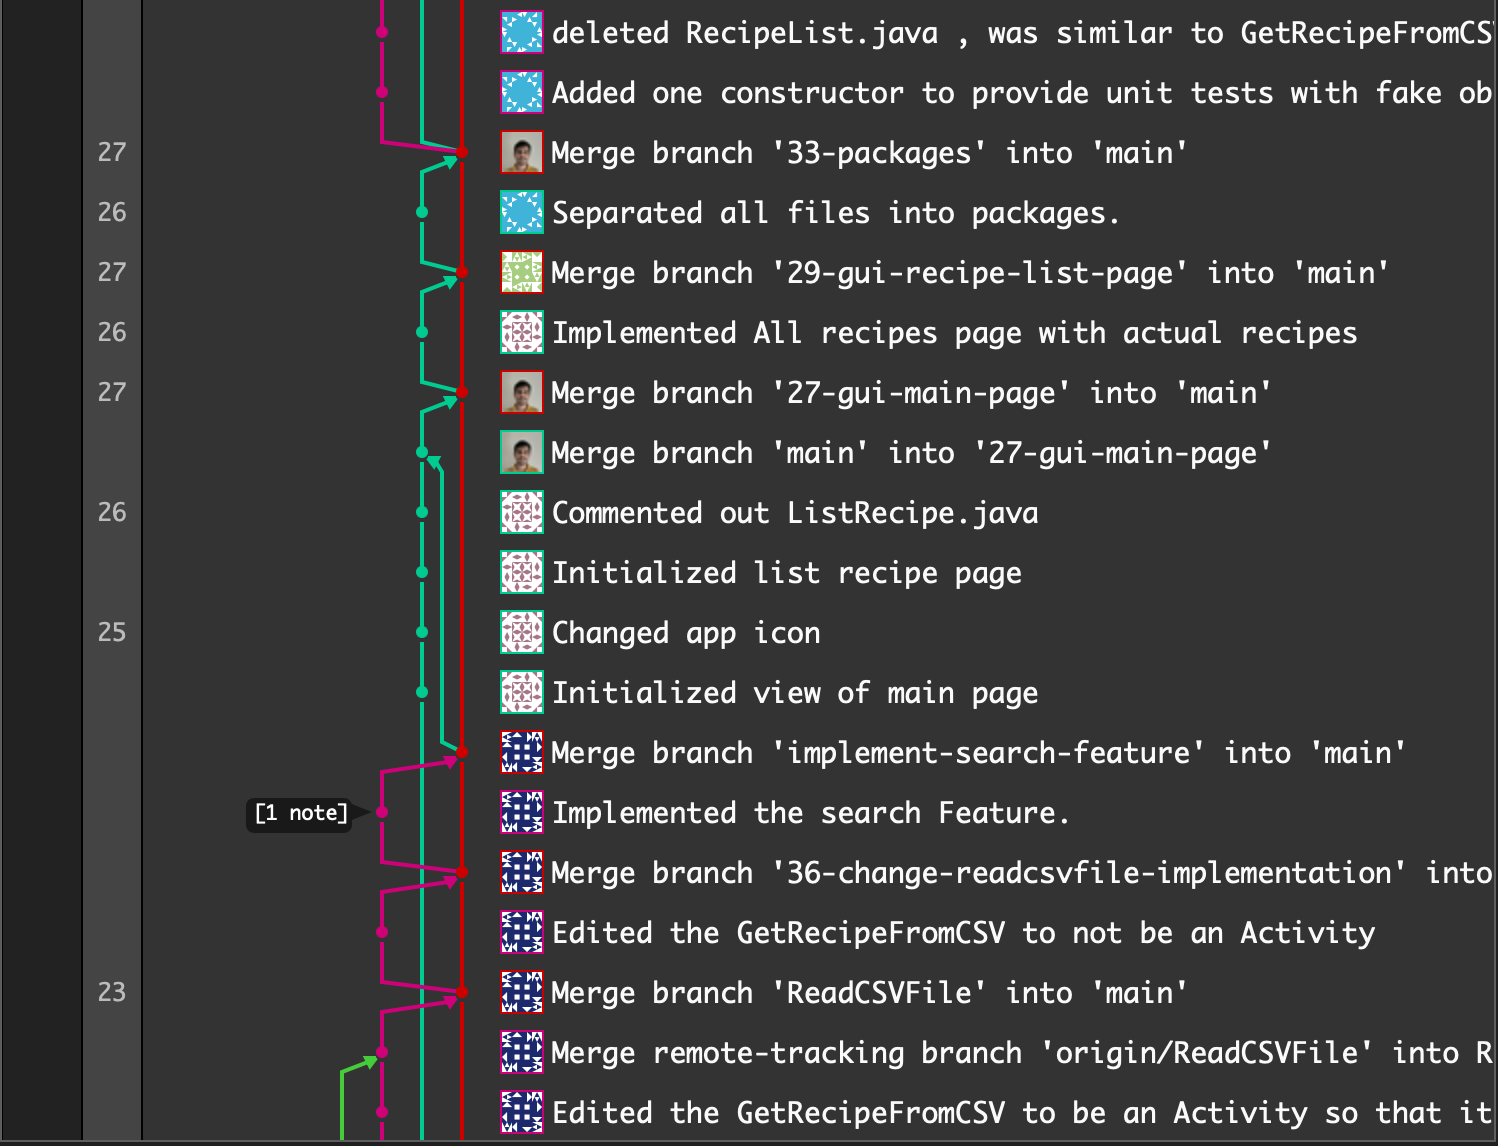 deleted RecipeList.java , was similar to GetRecipeFromCS
Added one constructor to provide unit tests with fake ob
27 Merge branch '33-packages' into 'main'
26 Separated all files into packages.
27 Merge branch '29-gui-recipe-list-page' into 'main'
26 Implemented All recipes page with actual recipes
27 Merge branch '27-gui-main-page' into 'main'
Merge branch 'main' into '27-gui-main-page'
26 Commented out ListRecipe.java
Initialized list recipe page
25 Changed app icon
Initialized view of main page
Merge branch 'implement-search-feature' into 'main'
[1 note] Implemented the search Feature.
Merge branch '36-change-readcsvfile-implementation' into
Edited the GetRecipeFromCSV to not be an Activity
23 Merge branch 'ReadCSVFile' into 'main'
Merge remote-tracking branch 'origin/ReadCSVFile' into R
Edited the GetRecipeFromCSV to be an Activity so that it